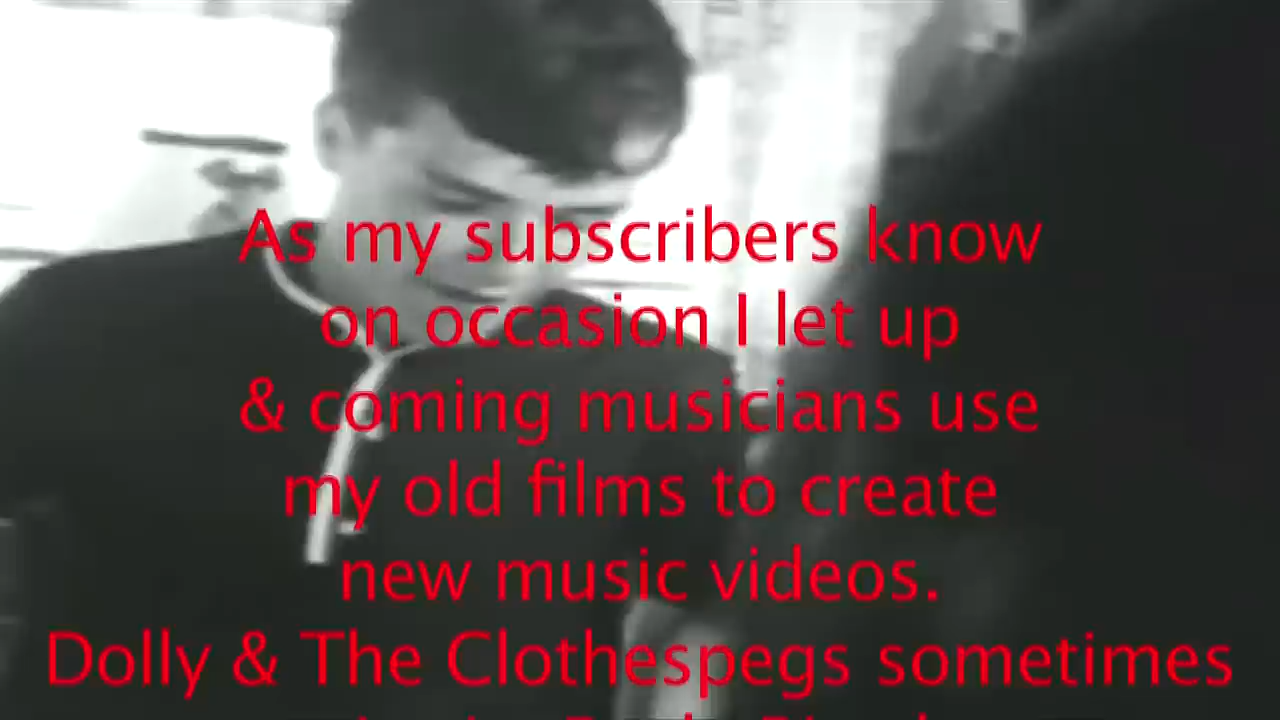 As my subscribers know
on occasion I let up
& coming musicians use
my old films to create
new music videos.
Dolly & The Clothespegs sometimes